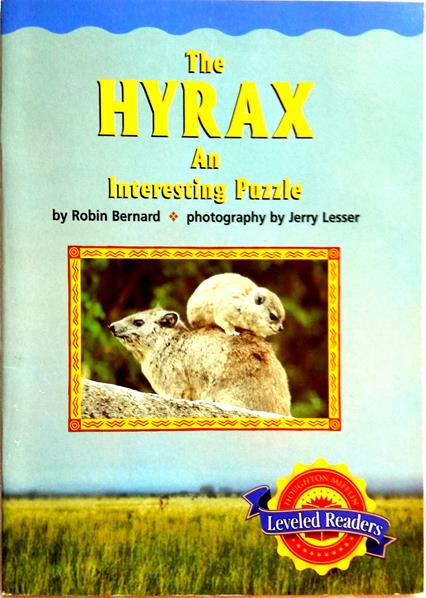 The
HYRAX
An
Interesting Puzzle
by Robin Bernard ❖ photography by Jerry Lesser
HOUGHTON MIFFLIN
Leveled Readers